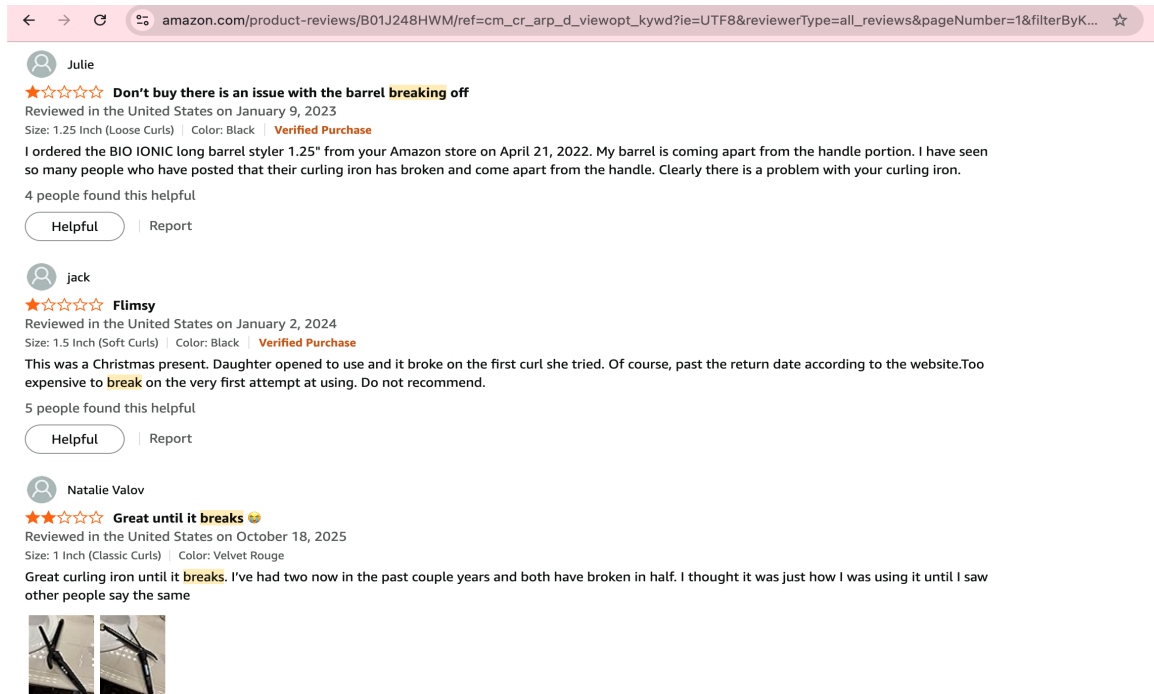 amazon.com/product-reviews/B01J248HWM/ref=cm_cr_arp_d_viewopt_kywd?ie=UTF8&reviewerType=all_reviews&pageNumber=1&filterByK...
Julie
Don't buy there is an issue with the barrel breaking off
Reviewed in the United States on January 9, 2023
Size: 1.25 Inch (Loose Curls) | Color: Black | Verified Purchase
I ordered the BIO IONIC long barrel styler 1.25" from your Amazon store on April 21, 2022. My barrel is coming apart from the handle portion. I have seen
so many people who have posted that their curling iron has broken and come apart from the handle. Clearly there is a problem with your curling iron.
4 people found this helpful
Helpful | Report
jack
Flimsy
Reviewed in the United States on January 2, 2024
Size: 1.5 Inch (Soft Curls) | Color: Black | Verified Purchase
This was a Christmas present. Daughter opened to use and it broke on the first curl she tried. Of course, past the return date according to the website.Too
expensive to break on the very first attempt at using. Do not recommend.
5 people found this helpful
Helpful | Report
Natalie Valov
Great until it breaks 😭
Reviewed in the United States on October 18, 2025
Size: 1 Inch (Classic Curls) | Color: Velvet Rouge
Great curling iron until it breaks. I've had two now in the past couple years and both have broken in half. I thought it was just how I was using it until I saw
other people say the same